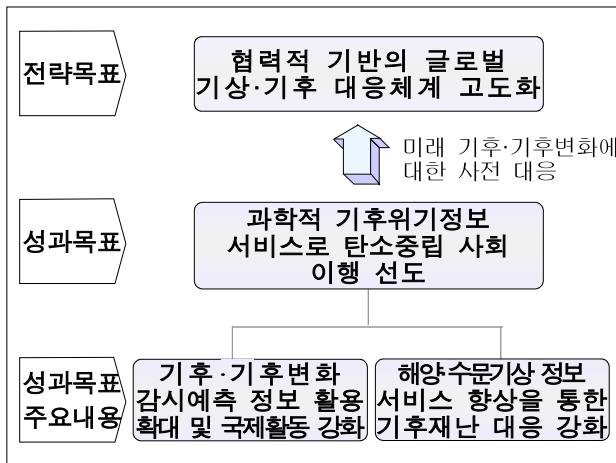 전략목표
협력적 기반의 글로벌
기상·기후 대응체계 고도화
미래 기후·기후변화에
대한 사전 대응
성과목표
과학적 기후위기정보
서비스로 탄소중립 사회
이행 선도
성과목표
주요내용
기후·기후변화
감시예측 정보 활용
확대 및 국제활동 강화
해양·수문기상 정보
서비스 향상을 통한
기후재난 대응 강화